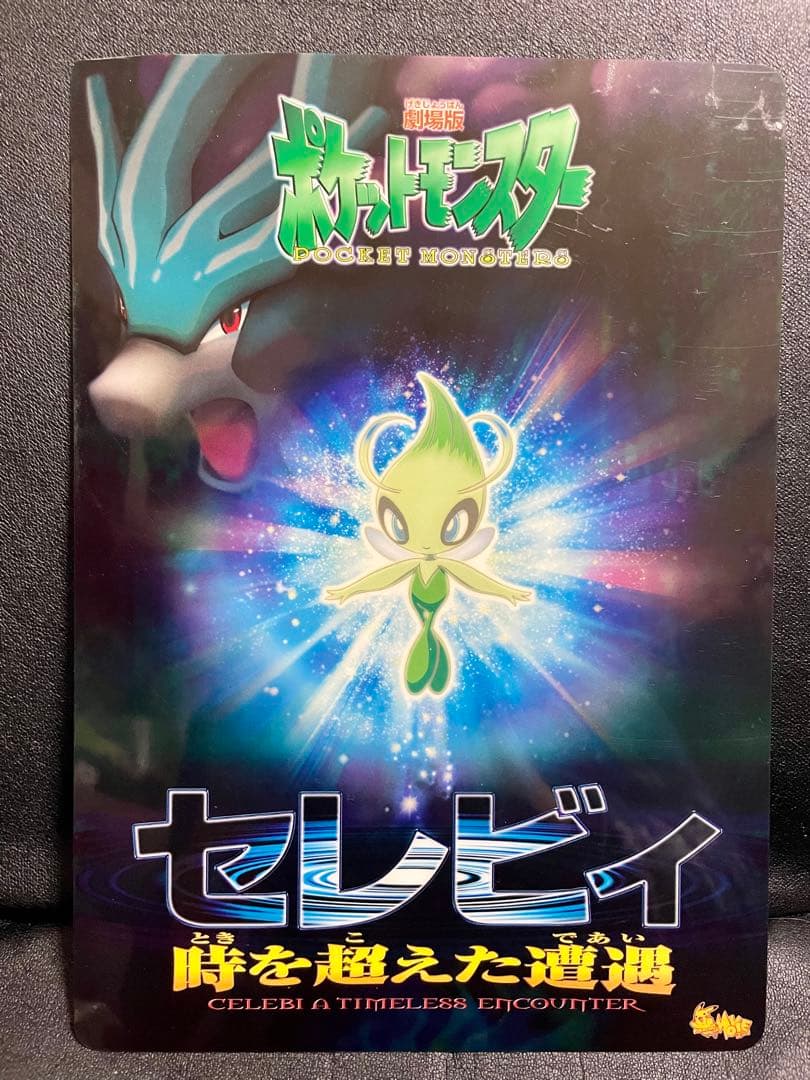 げきじょうばん
劇場版
ポケットモンスター
POCKET MONSTERS
セレビィ
とき こ であい
時を超えた遭遇
CELEBI A TIMELESS ENCOUNTER